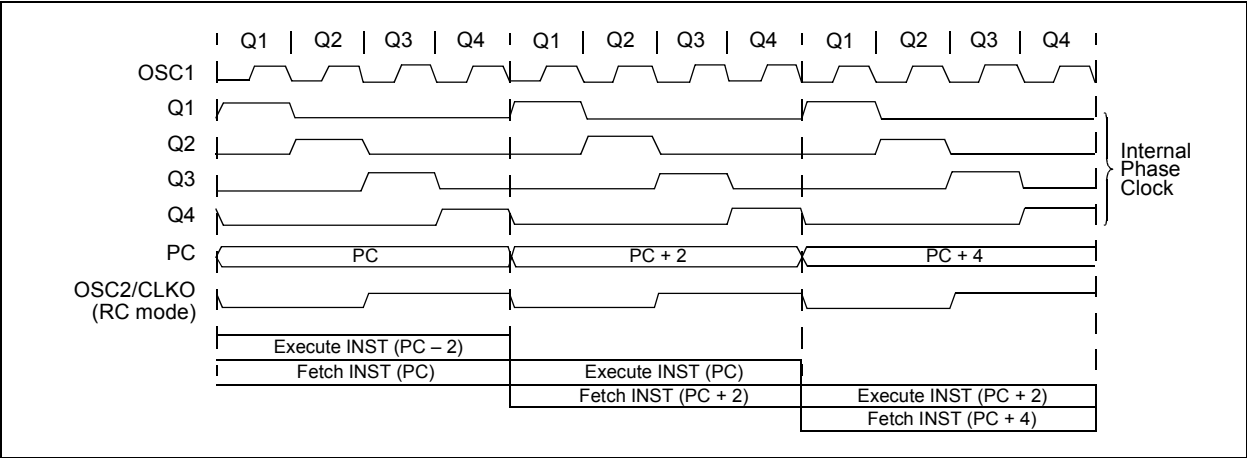 Q1 | Q2 | Q3 | Q4 | Q1 | Q2 | Q3 | Q4 | Q1 | Q2 | Q3 | Q4
OSC1
Q1
Q2
Q3
Q4
Internal
Phase
Clock
PC
PC
PC + 2
PC + 4
OSC2/CLKO
(RC mode)
Execute INST (PC – 2)
Fetch INST (PC)
Execute INST (PC)
Fetch INST (PC + 2)
Execute INST (PC + 2)
Fetch INST (PC + 4)